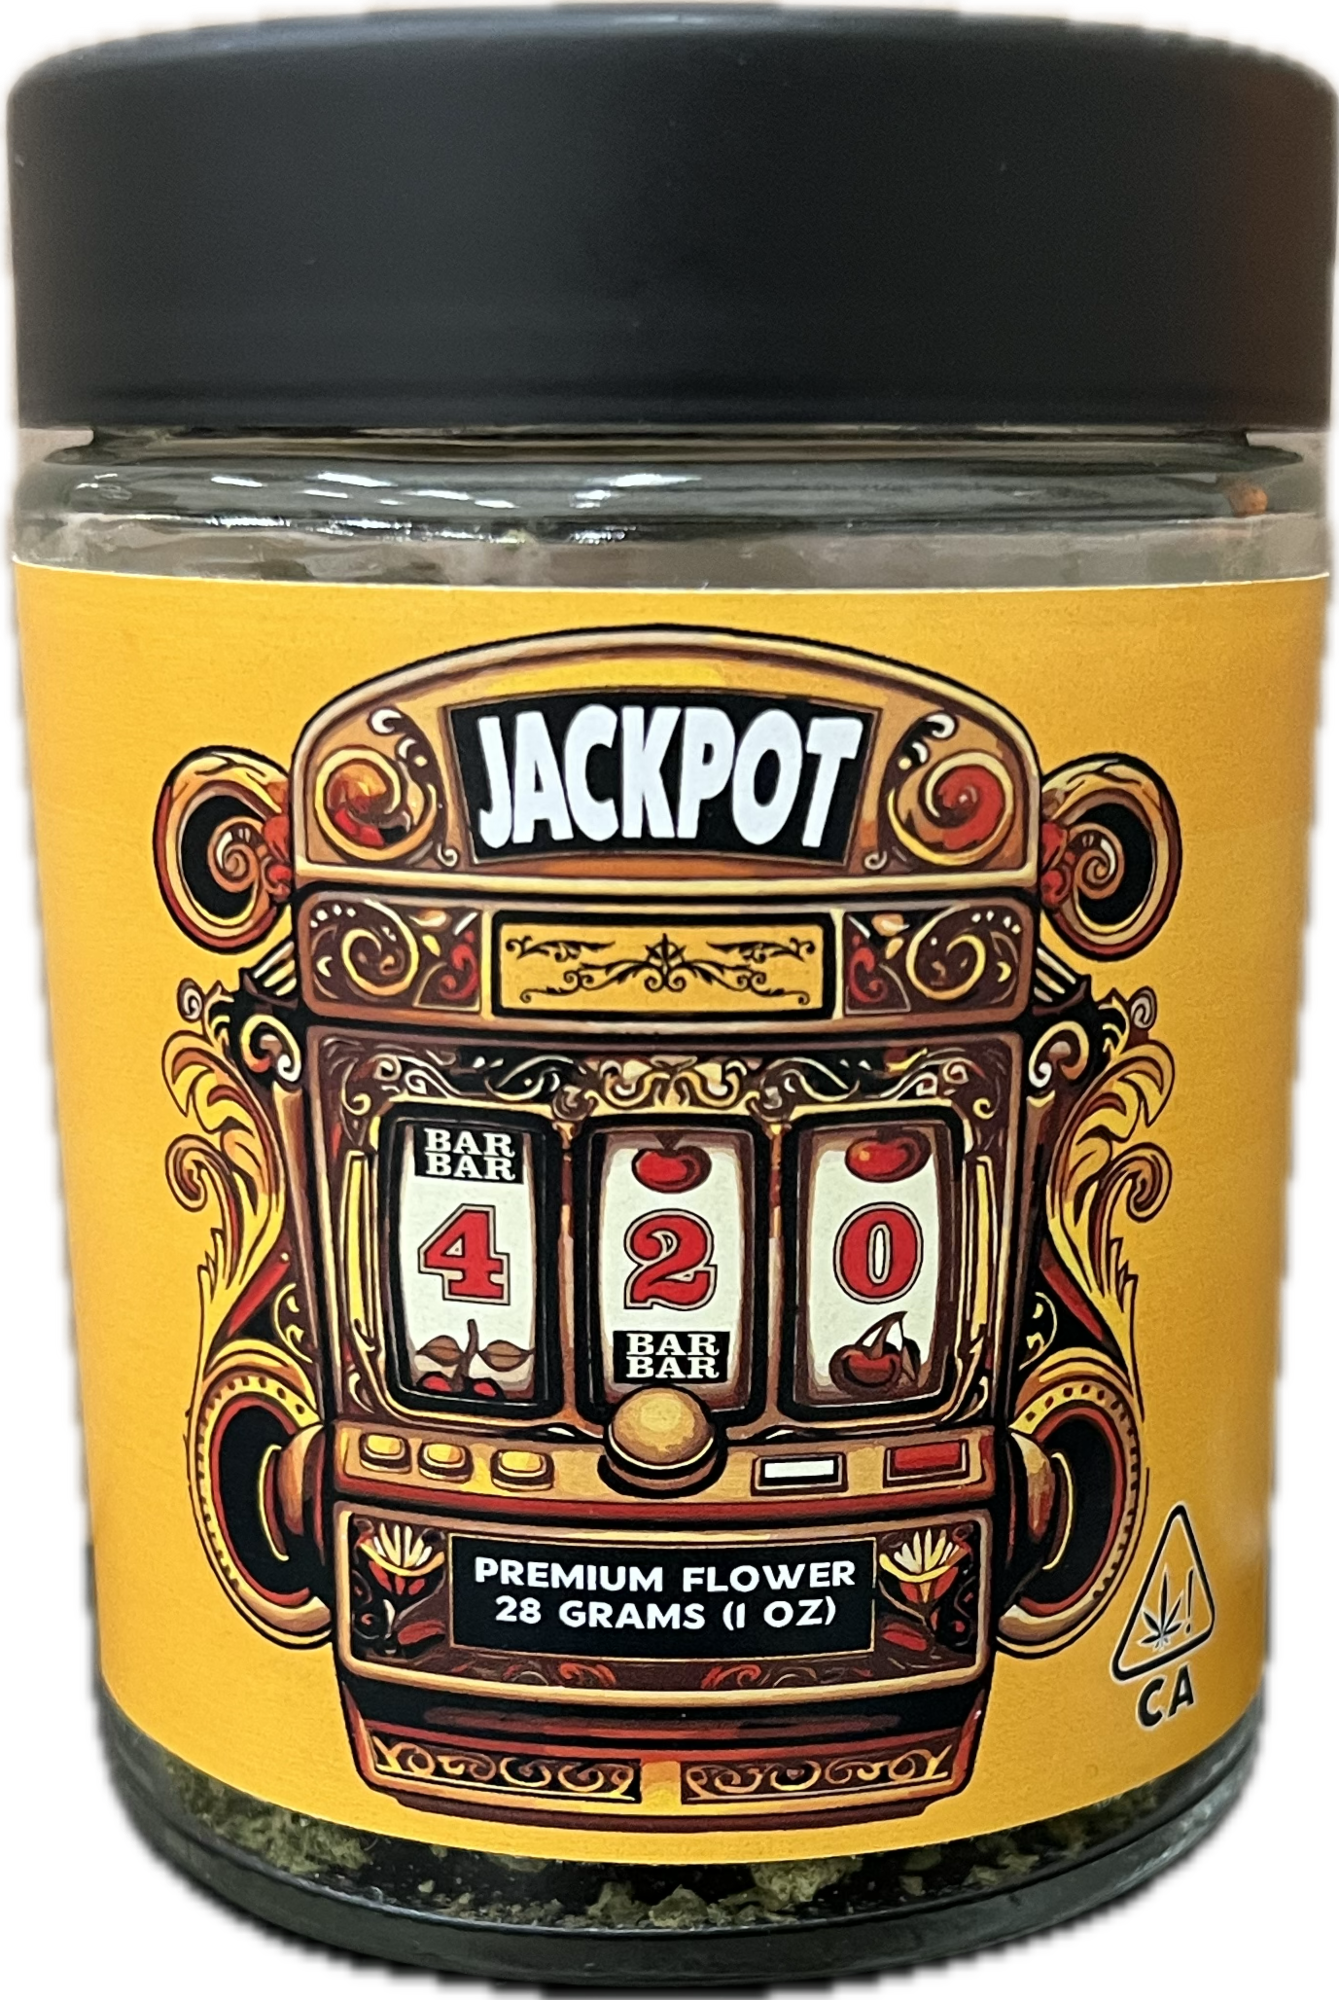 JACKPOT
BAR
BAR
4 2 0
BAR
BAR
PREMIUM FLOWER
28 GRAMS (1 OZ)
!
CA